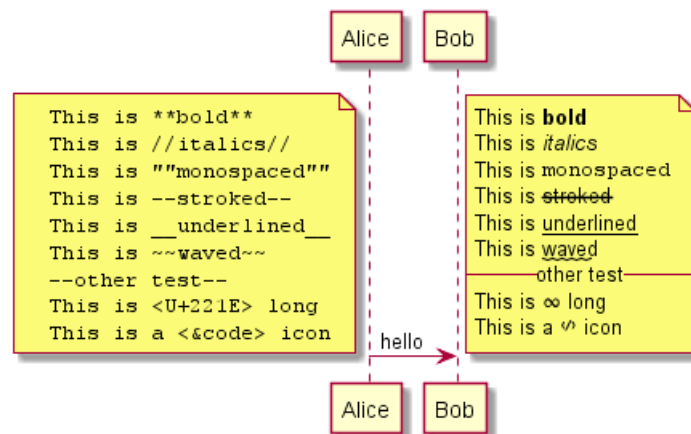 Alice Bob
This is **bold**
This is //italics//
This is ""monospaced""
This is --stroked--
This is __underlined__
This is ~~waved~~
--other test--
This is <U+221E> long
This is a <&code> icon
This is bold
This is italics
This is monospaced
This is stroked
This is underlined
This is waved
other test
This is ∞ long
This is a icon
hello
Alice Bob